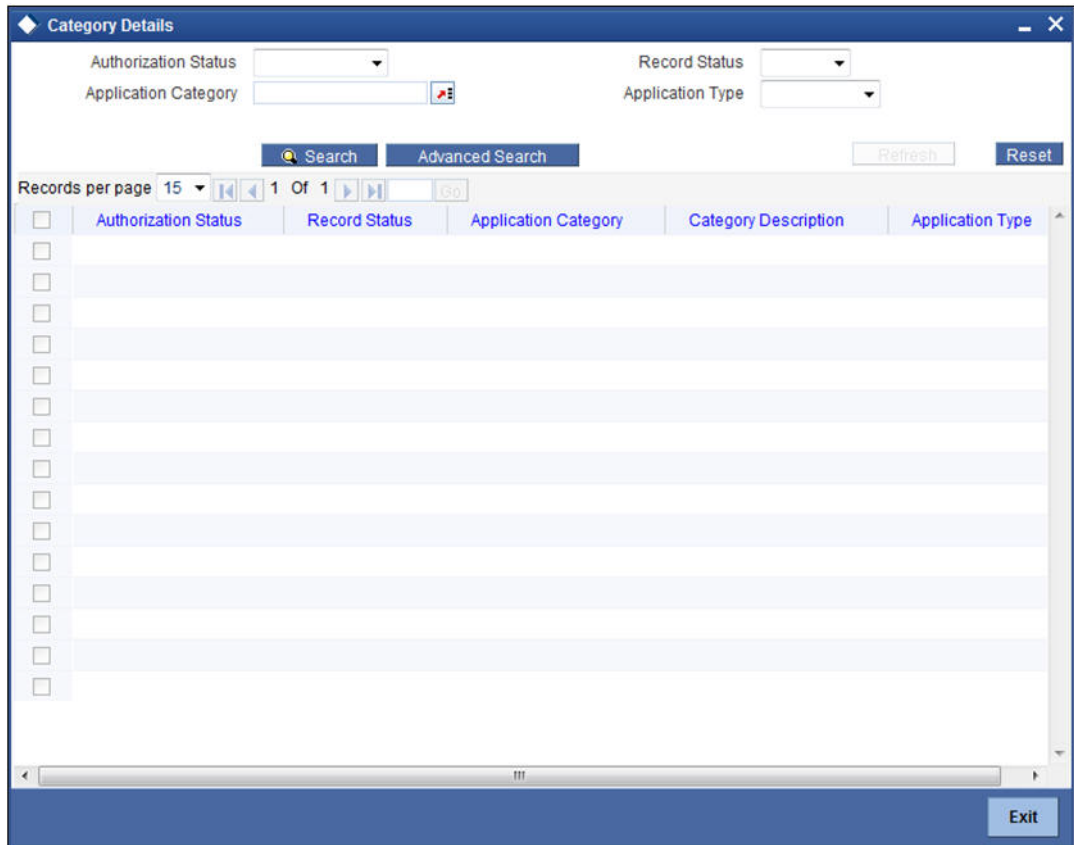 Category Details
Authorization Status Record Status
Application Category Application Type
Search Advanced Search Refresh Reset
Records per page 15 1 Of 1 Go
Authorization Status Record Status Application Category Category Description Application Type
Exit